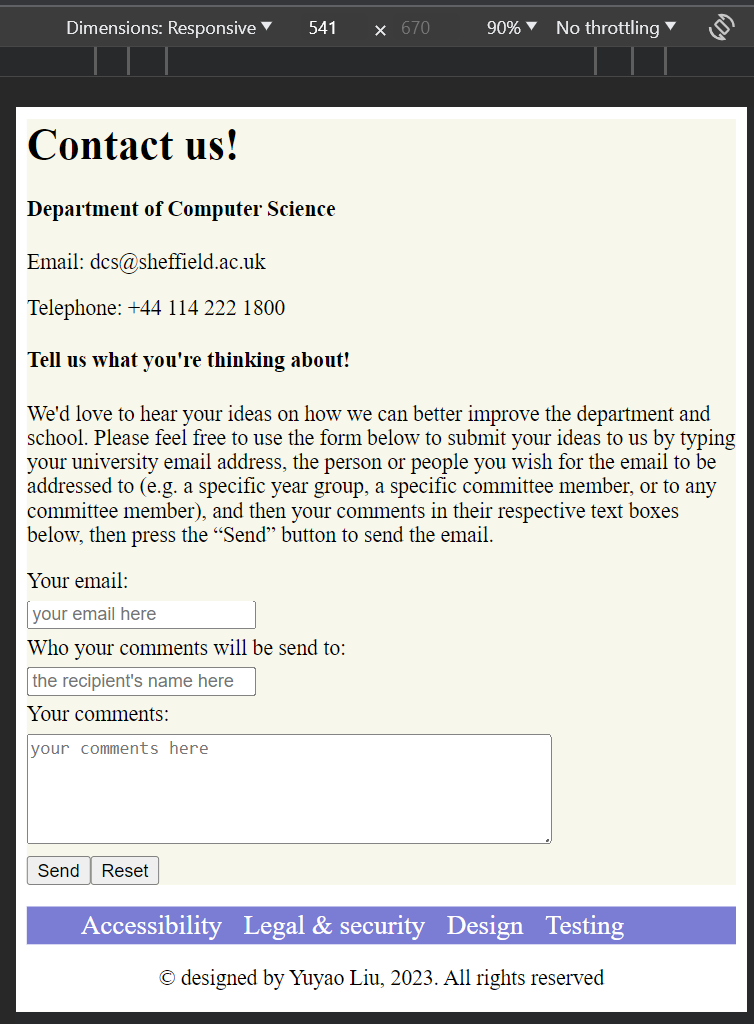 Dimensions: Responsive ▼ 541 × 670 90% ▼ No throttling ▼
Contact us!
Department of Computer Science
Email: dcs@sheffield.ac.uk
Telephone: +44 114 222 1800
Tell us what you're thinking about!
We'd love to hear your ideas on how we can better improve the department and
school. Please feel free to use the form below to submit your ideas to us by typing
your university email address, the person or people you wish for the email to be
addressed to (e.g. a specific year group, a specific committee member, or to any
committee member), and then your comments in their respective text boxes
below, then press the “Send” button to send the email.
Your email:
your email here
Who your comments will be send to:
the recipient's name here
Your comments:
your comments here
Send Reset
Accessibility Legal & security Design Testing
© designed by Yuyao Liu, 2023. All rights reserved